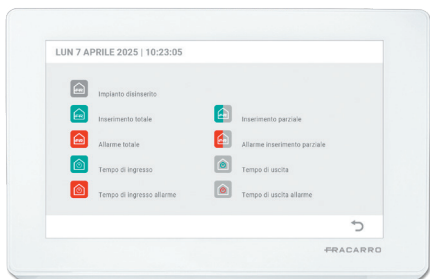 LUN 7 APRILE 2025 | 10:23:05
Impianto disinserito
Inserimento totale
Inserimento parziale
Allarme totale
Allarme inserimento parziale
Tempo di ingresso
Tempo di uscita
Tempo di ingresso allarme
Tempo di uscita allarme
FRACARRO